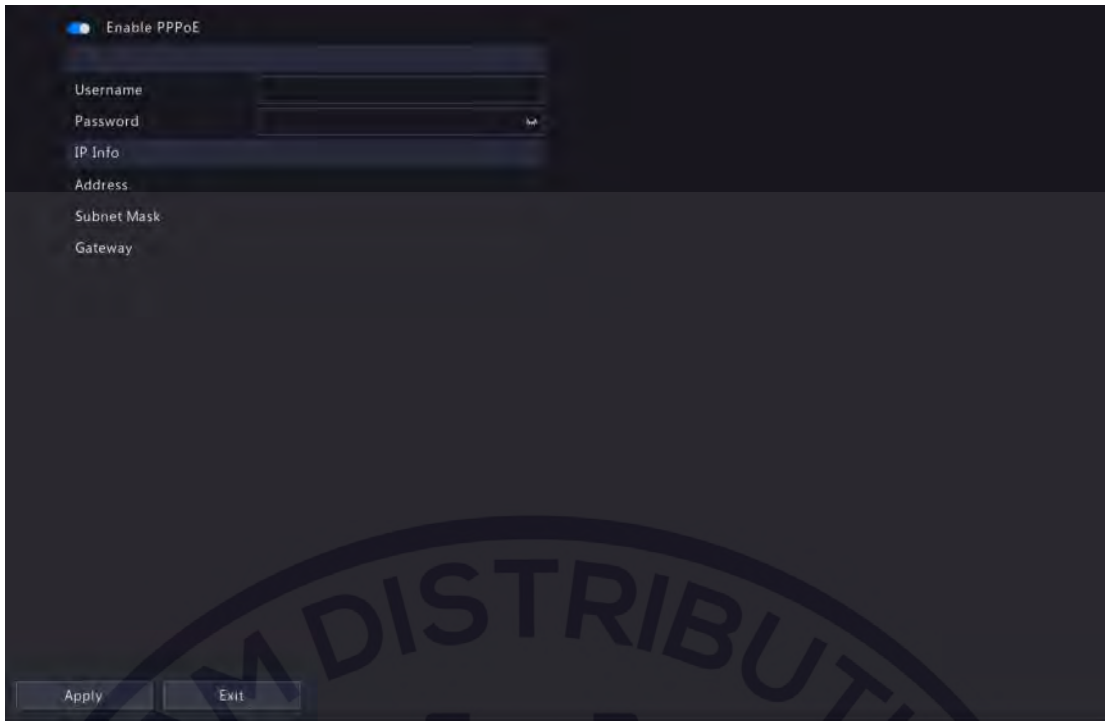 Enable PPPoE
Username
Password
IP Info
Address
Subnet Mask
Gateway
DISTRIBU
Apply
Exit